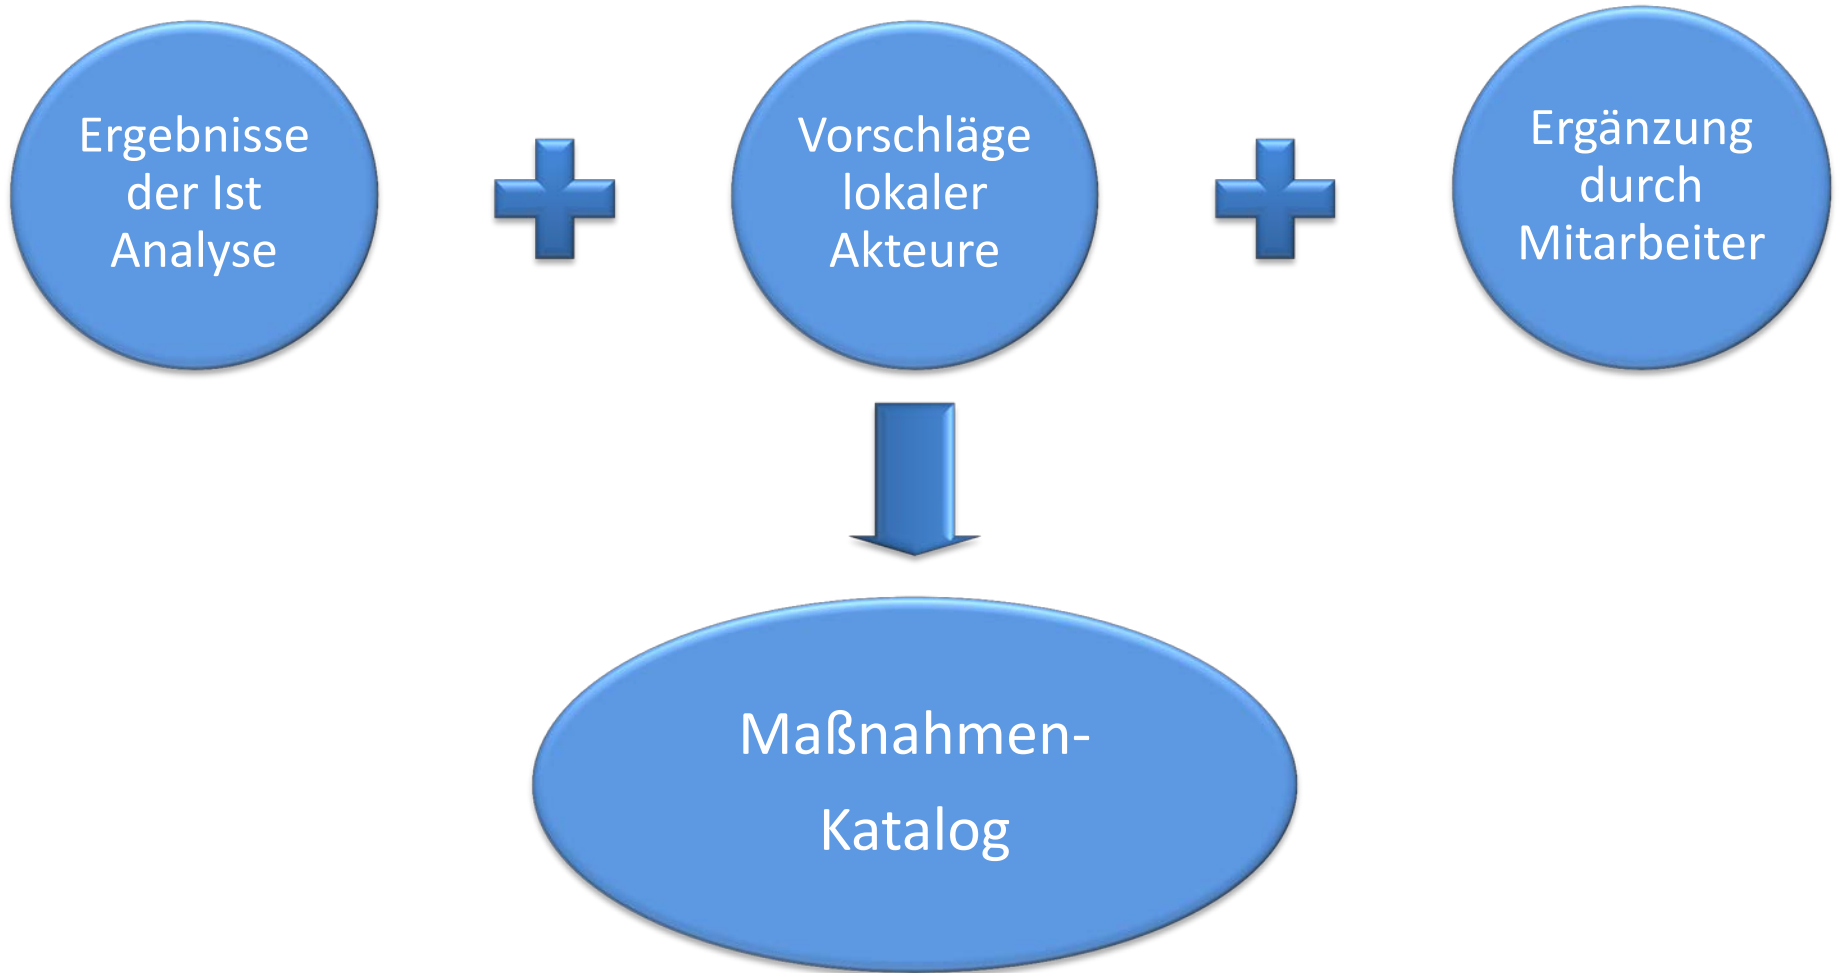 Ergebnisse
der Ist
Analyse
Vorschläge
lokaler
Akteure
Ergänzung
durch
Mitarbeiter
Maßnahmen-
Katalog